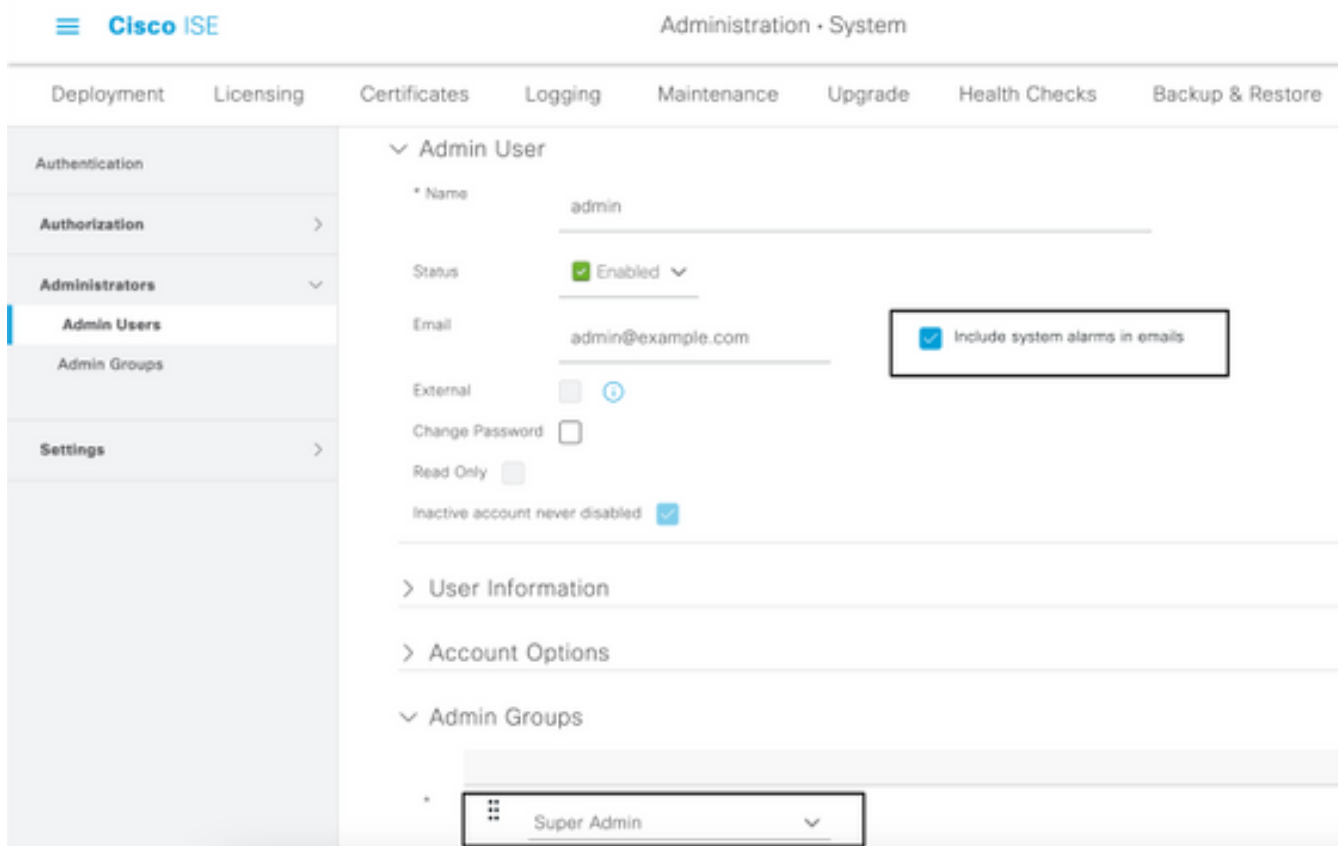 Cisco ISE
Administration · System
Deployment Licensing Certificates Logging Maintenance Upgrade Health Checks Backup & Restore
Authentication
Authorization
Administrators
Admin Users
Admin Groups
Settings
Admin User
* Name admin
Status Enabled
Email admin@example.com Include system alarms in emails
External
Change Password
Read Only
Inactive account never disabled
User Information
Account Options
Admin Groups
* Super Admin